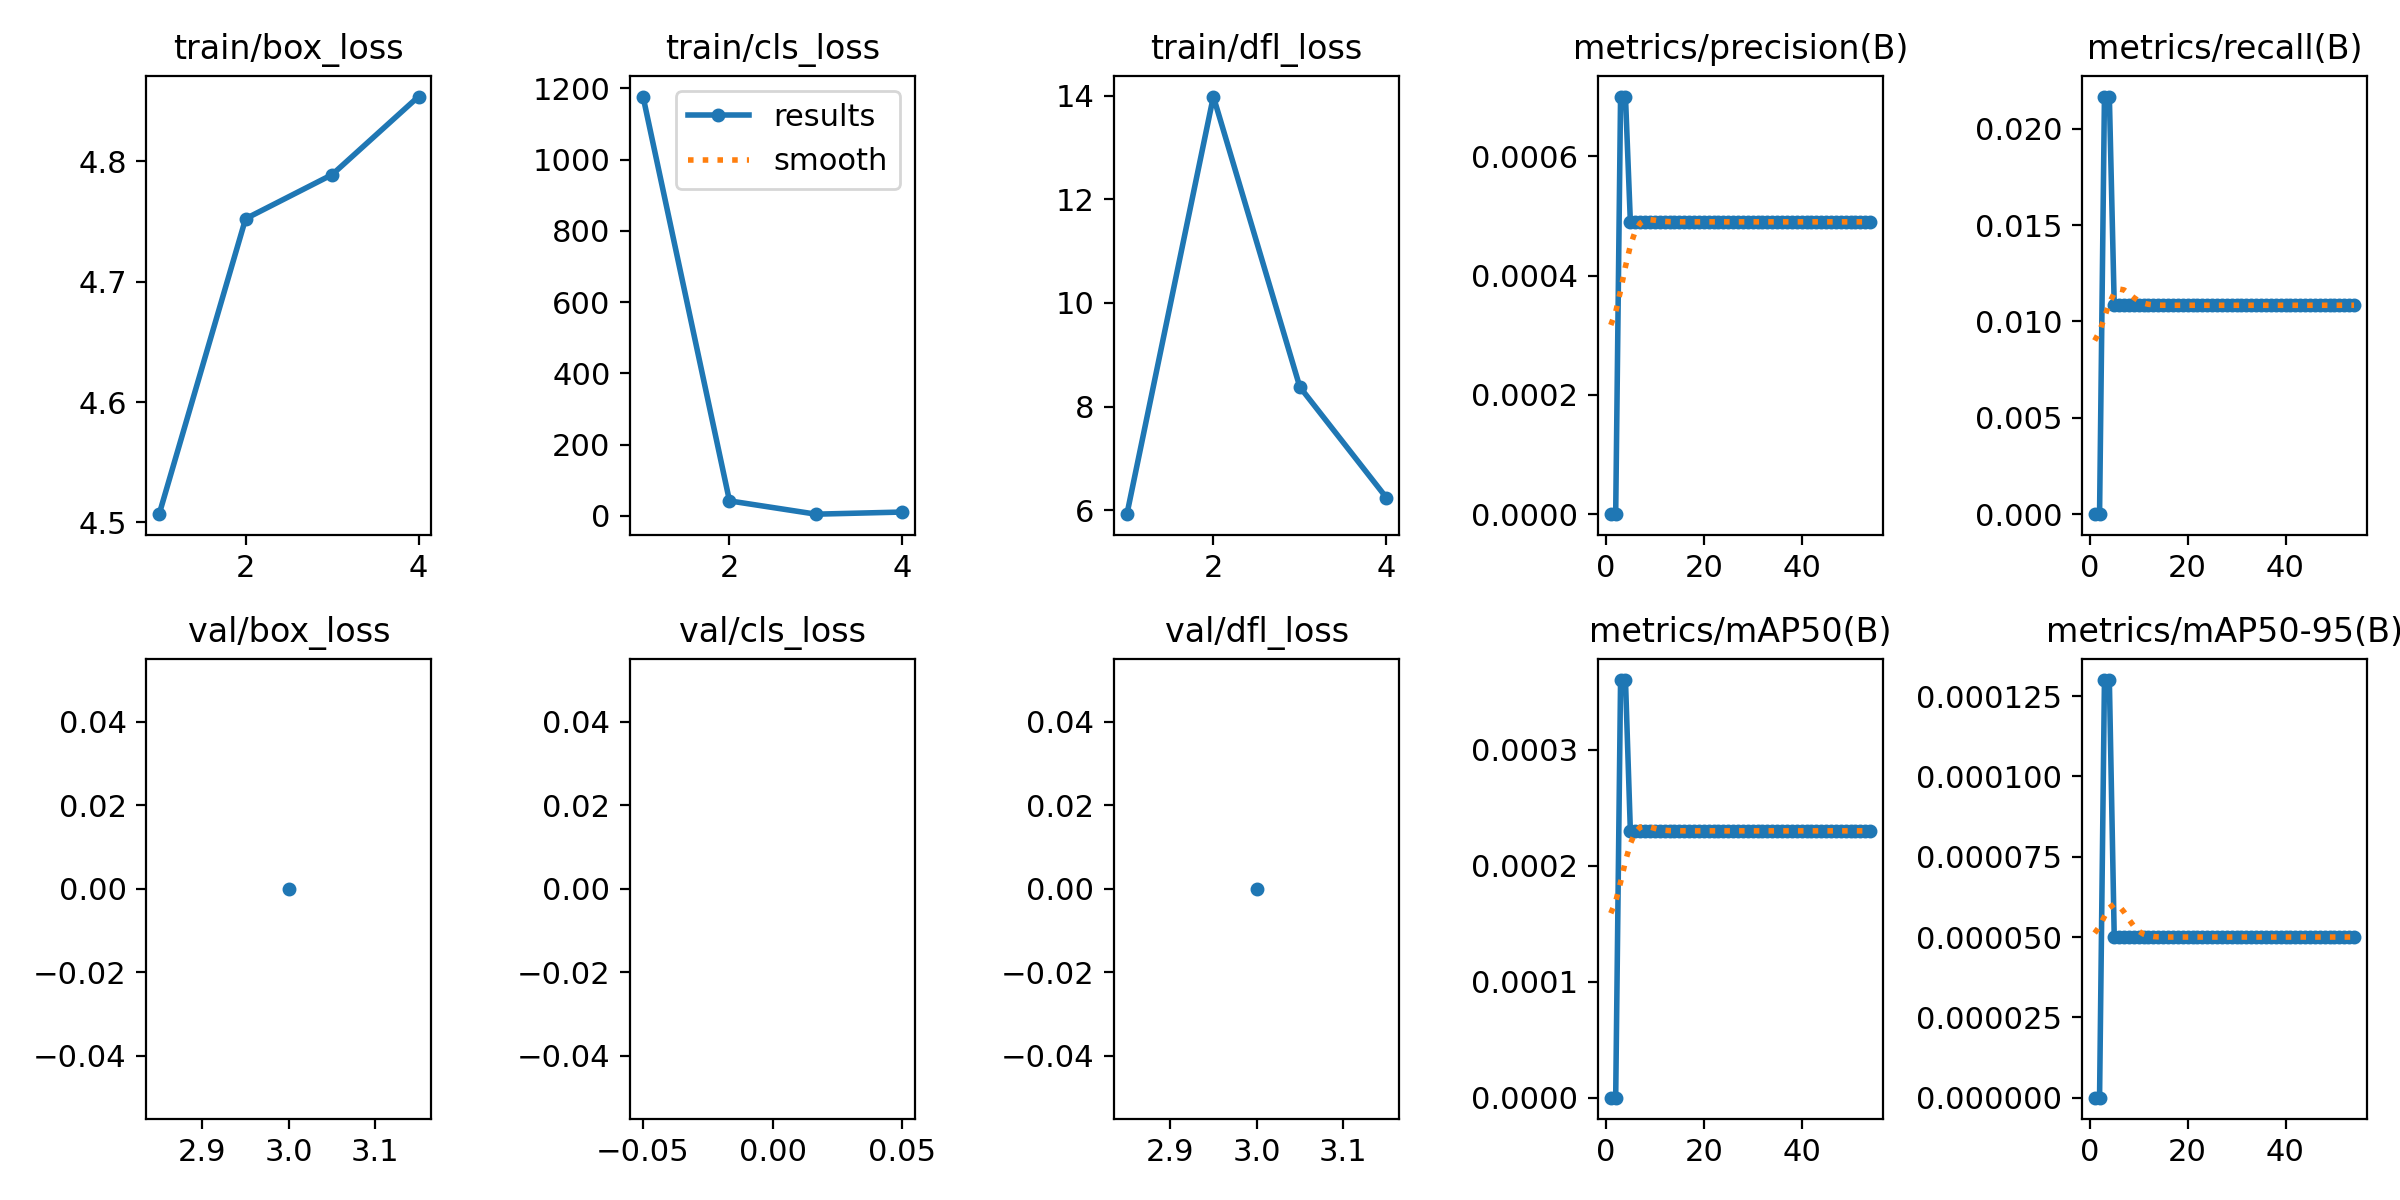 train/box_loss
4.8
4.7
4.6
4.5
2 4
train/cls_loss
1200
1000
800
600
400
200
0
results
smooth
2 4
train/dfl_loss
14
12
10
8
6
2 4
metrics/precision(B)
0.0006
0.0004
0.0002
0.0000
0 20 40
metrics/recall(B)
0.020
0.015
0.010
0.005
0.000
0 20 40
val/box_loss
0.04
0.02
0.00
−0.02
−0.04
2.9 3.0 3.1
val/cls_loss
0.04
0.02
0.00
−0.02
−0.04
−0.05 0.00 0.05
val/dfl_loss
0.04
0.02
0.00
−0.02
−0.04
2.9 3.0 3.1
metrics/mAP50(B)
0.0003
0.0002
0.0001
0.0000
0 20 40
metrics/mAP50-95(B)
0.000125
0.000100
0.000075
0.000050
0.000025
0.000000
0 20 40